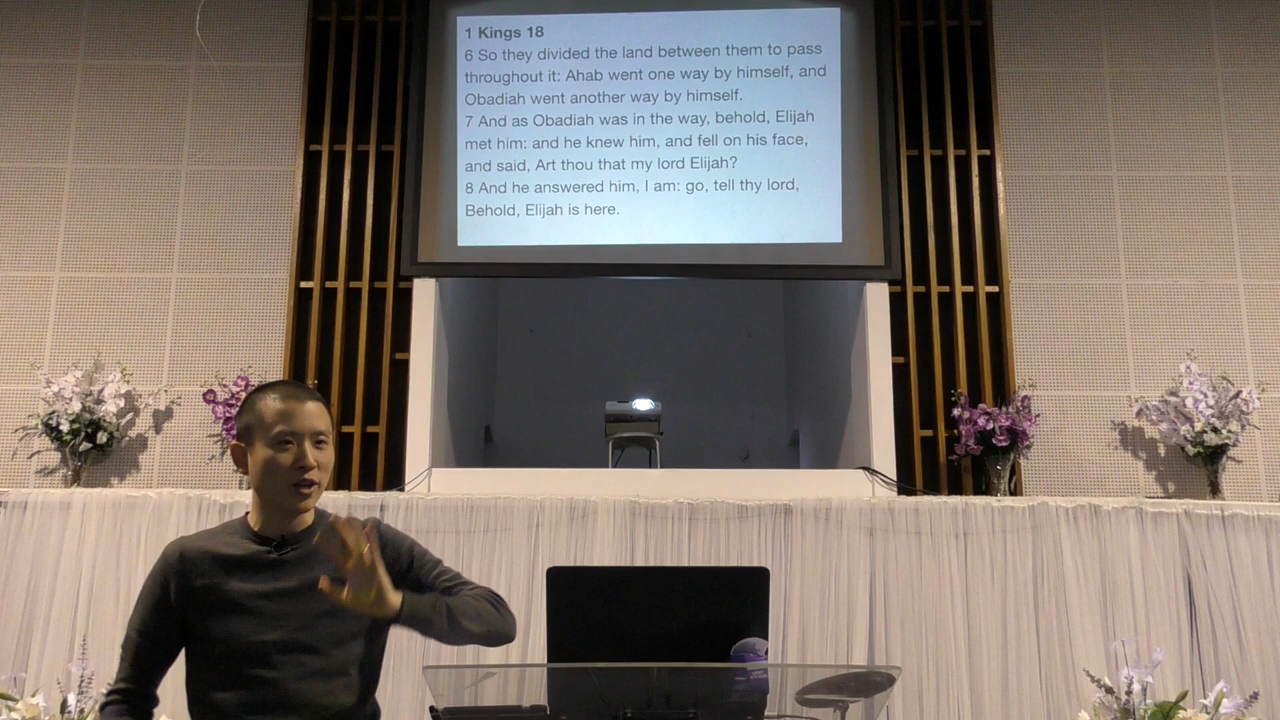 1 Kings 18
6 So they divided the land between them to pass
throughout it: Ahab went one way by himself, and
Obadiah went another way by himself.
7 And as Obadiah was in the way, behold, Elijah
met him: and he knew him, and fell on his face,
and said, Art thou that my lord Elijah?
8 And he answered him, I am: go, tell thy lord,
Behold, Elijah is here.